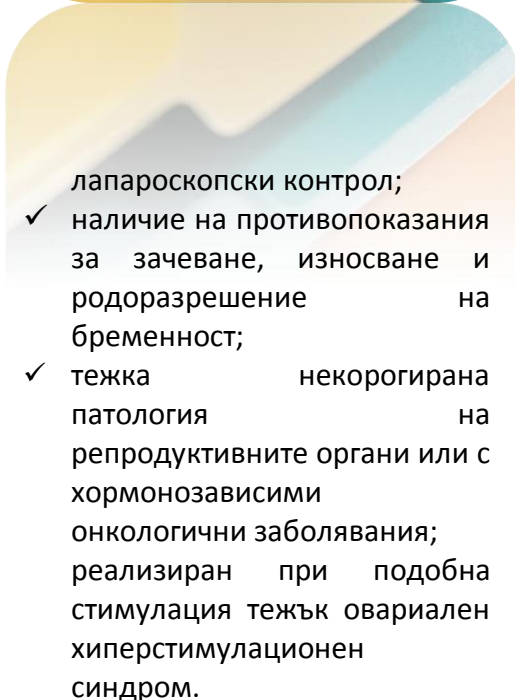 лапароскопски контрол;
✓ наличие на противопоказания
за зачеване, износване и
родоразрешение на
бременност;
✓ тежка некорогирана
патология на
репродуктивните органи или с
хормонозависими
онкологични заболявания;
реализиран при подобна
стимулация тежък овариален
хиперстимулационен
синдром.